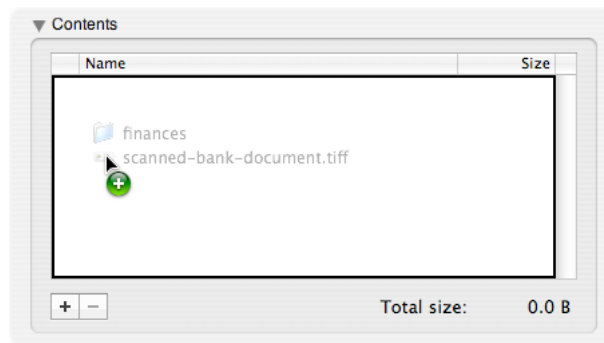 Contents
Name Size
finances
scanned-bank-document.tiff
Total size: 0.0 B